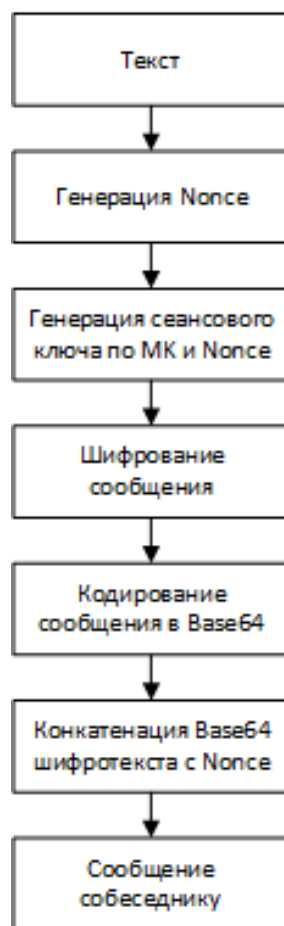 Текст
Генерация Nonce
Генерация сеансового
ключа по МК и Nonce
Шифрование
сообщения
Кодирование
сообщения в Base64
Конкатенация Base64
шифротекста с Nonce
Сообщение
собеседнику